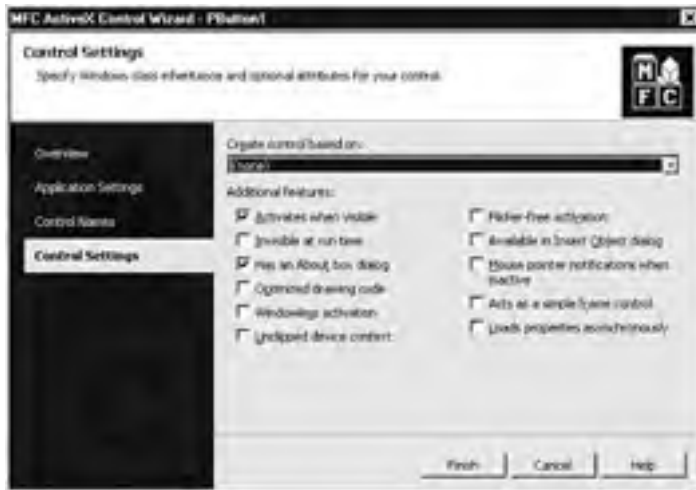 MFC ActiveX Control Wizard - PButton1
Control Settings
Specify Windows class inheritance and optional attributes for your control.
M
F C
Overview
Application Settings
Control Names
Control Settings
Create control based on:
(none)
Additional features:
Activates when visible
Invisible at run time
Has an About box dialog
Optimized drawing code
Windowless activation
Unclipped device context
Flicker-free activation
Available in Insert Object dialog
Mouse pointer notifications when
inactive
Acts as a simple frame control
Loads properties asynchronously
Finish
Cancel
Help